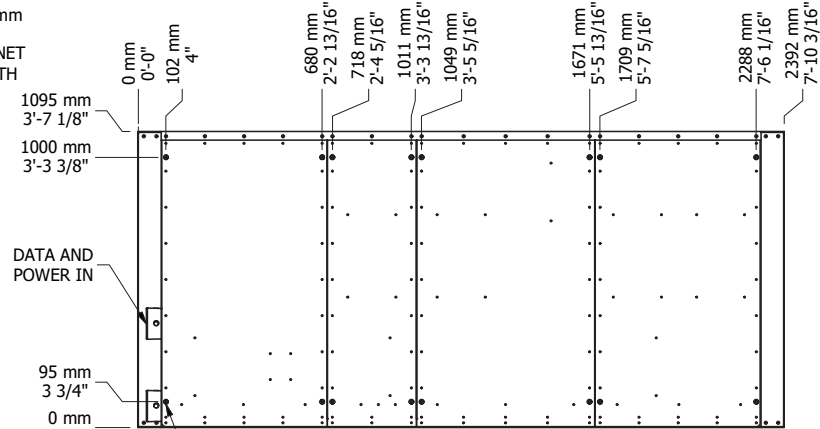 mm
NET
TH
0 mm
0'-0"
102 mm
4"
680 mm
2'-2 13/16"
718 mm
2'-4 5/16"
1011 mm
3'-3 13/16"
1049 mm
3'-5 5/16"
1671 mm
5'-5 13/16"
1709 mm
5'-7 5/16"
2288 mm
7'-6 1/16"
2392 mm
7'-10 3/16"
1095 mm
3'-7 1/8"
1000 mm
3'-3 3/8"
DATA AND
POWER IN
95 mm
3 3/4"
0 mm